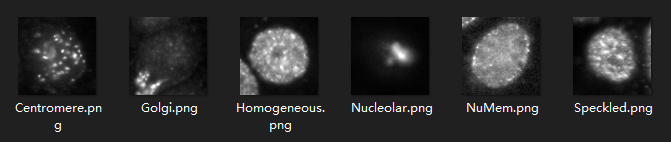 Centromere.pn
g
Golgi.png
Homogeneous.
png
Nucleolar.png
NuMem.png
Speckled.png